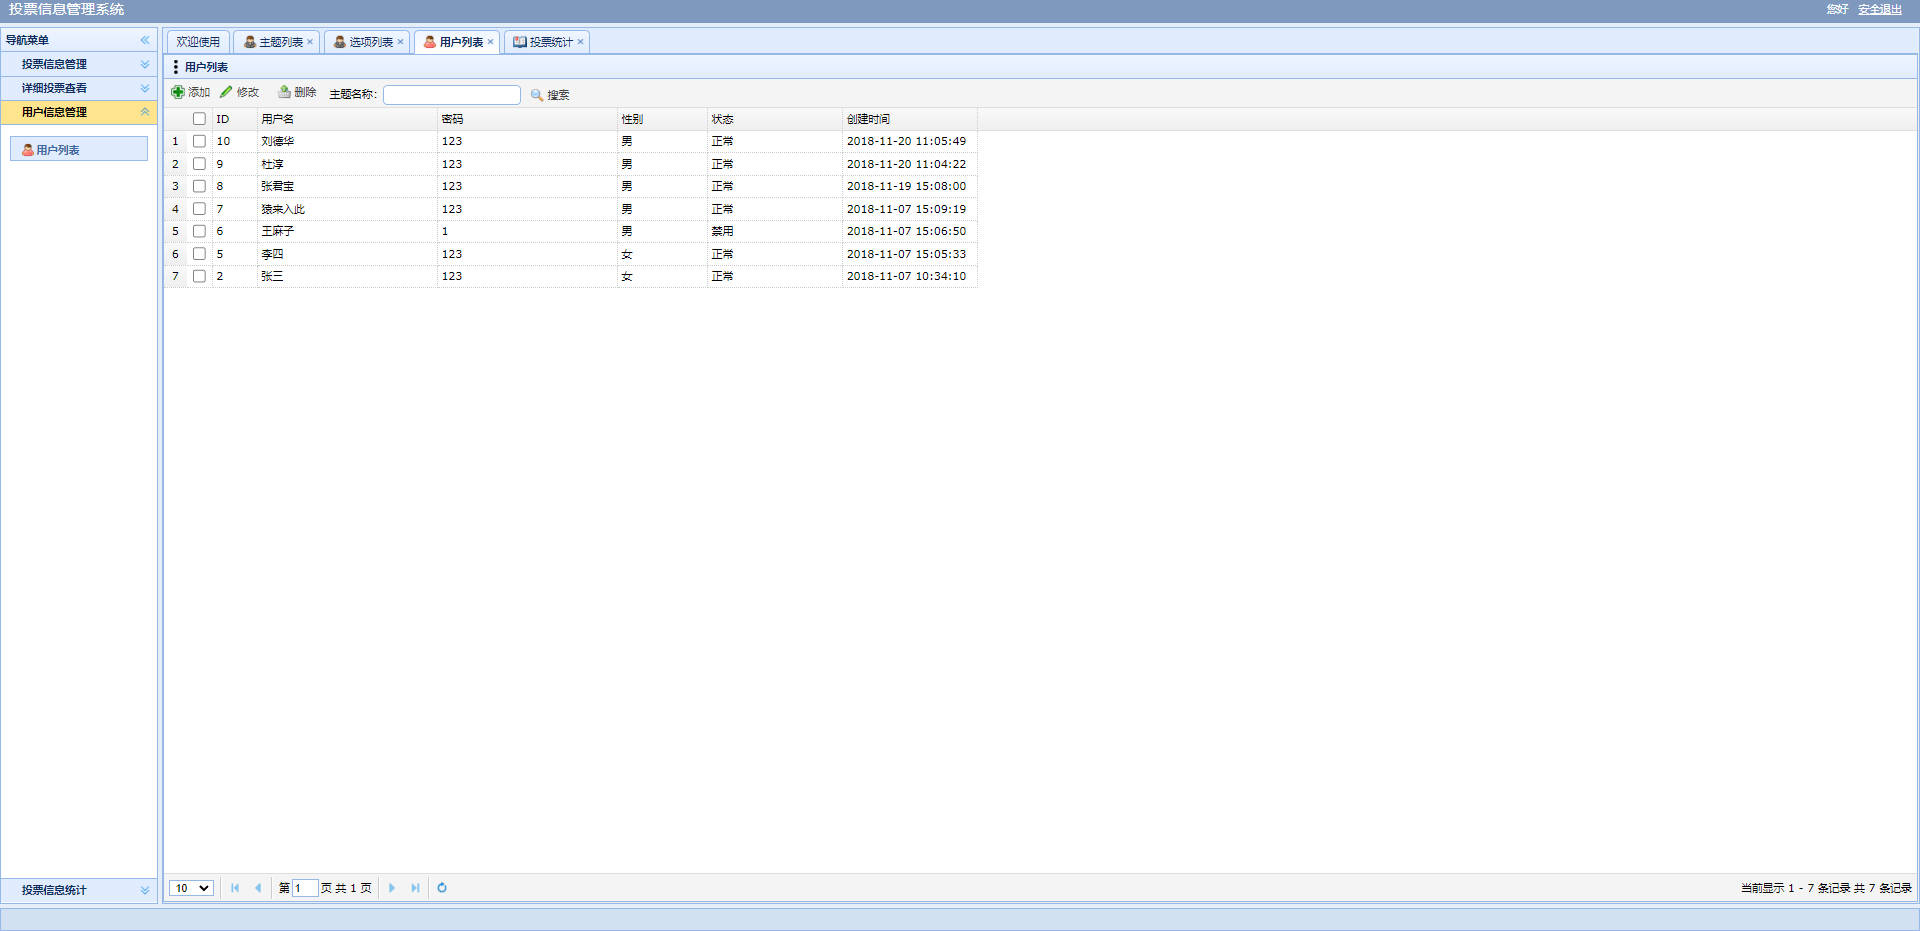 投票信息管理系统
您好 安全退出
导航菜单
投票信息管理
详细投票查看
用户信息管理
用户列表
投票信息统计
欢迎使用 主题列表 选项列表 用户列表 投票统计
用户列表
添加 修改 删除 主题名称: 搜索
ID 用户名 密码 性别 状态 创建时间
1 10 刘德华 123 男 正常 2018-11-20 11:05:49
2 9 杜淳 123 男 正常 2018-11-20 11:04:22
3 8 张君宝 123 男 正常 2018-11-19 15:08:00
4 7 猿来入此 123 男 正常 2018-11-07 15:09:19
5 6 王麻子 1 男 禁用 2018-11-07 15:06:50
6 5 李四 123 女 正常 2018-11-07 15:05:33
7 2 张三 123 女 正常 2018-11-07 10:34:10
10 第 1 页 共 1 页 当前显示 1 - 7 条记录 共 7 条记录